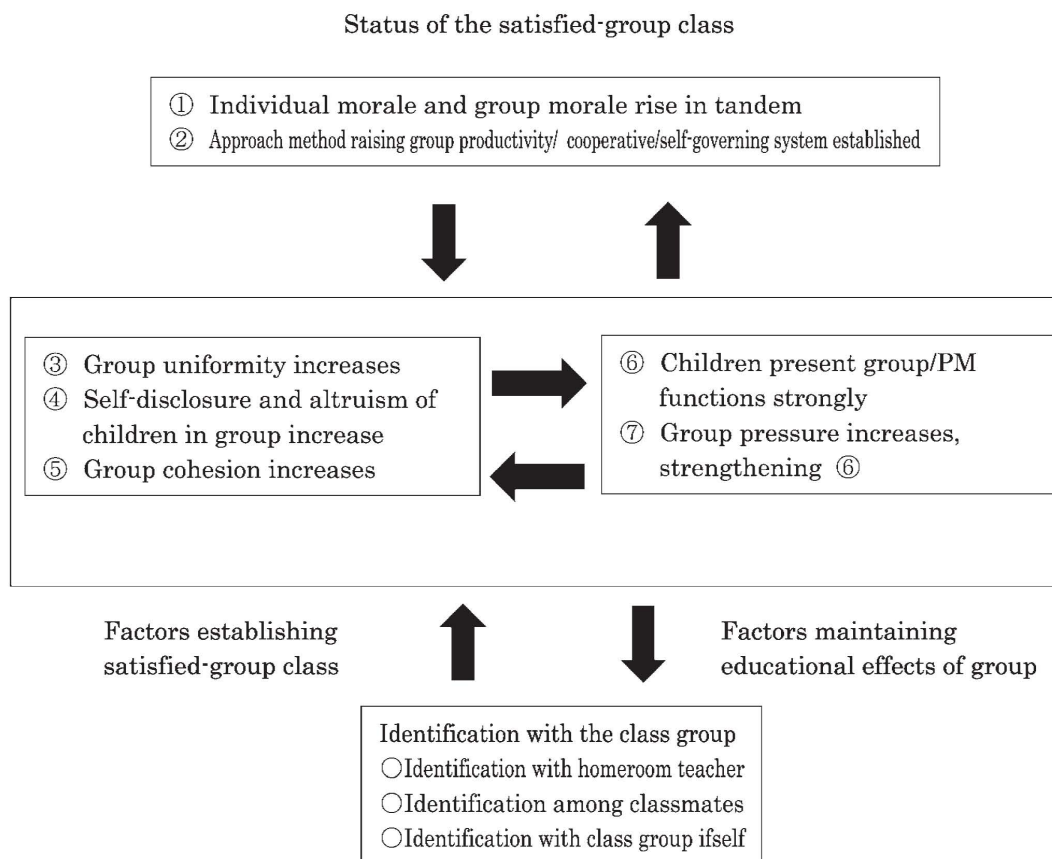 Status of the satisfied-group class
① Individual morale and group morale rise in tandem
② Approach method raising group productivity/ cooperative/self-governing system established
③ Group uniformity increases
④ Self-disclosure and altruism of
children in group increase
⑤ Group cohesion increases
⑥ Children present group/PM
functions strongly
⑦ Group pressure increases,
strengthening ⑥
Factors establishing
satisfied-group class
Factors maintaining
educational effects of group
Identification with the class group
○Identification with homeroom teacher
○Identification among classmates
○Identification with class group ifself